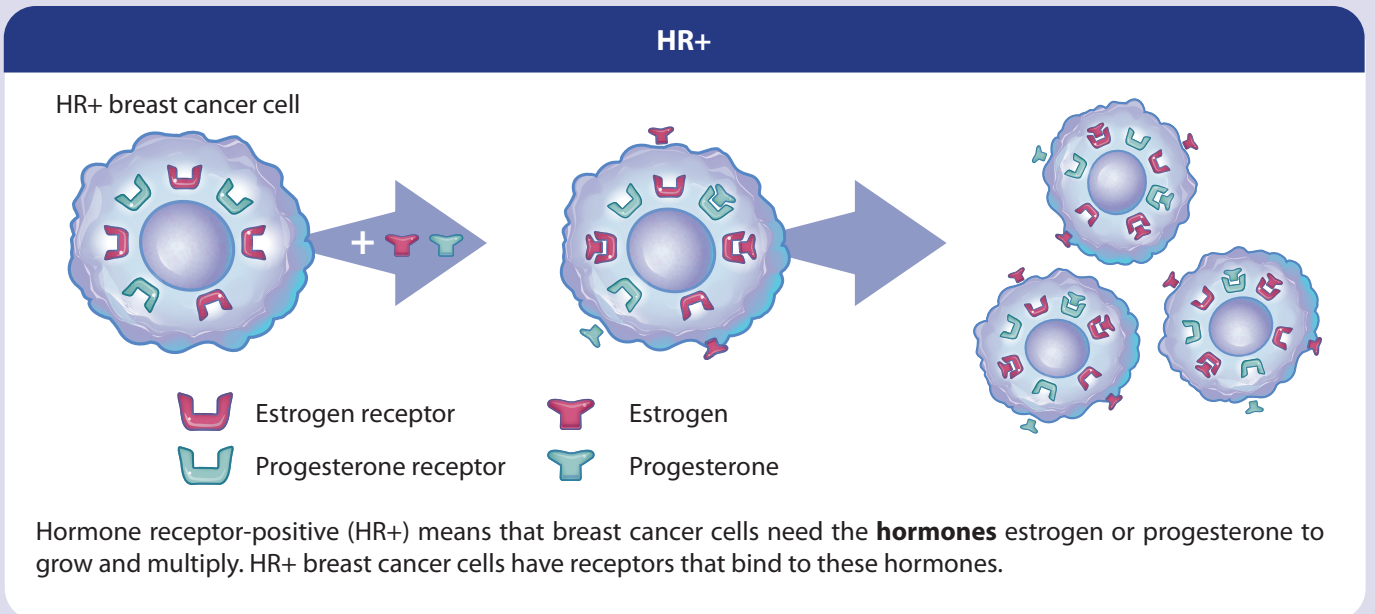 HR+
HR+ breast cancer cell
+
Estrogen receptor
Estrogen
Progesterone receptor
Progesterone
Hormone receptor-positive (HR+) means that breast cancer cells need the hormones estrogen or progesterone to
grow and multiply. HR+ breast cancer cells have receptors that bind to these hormones.